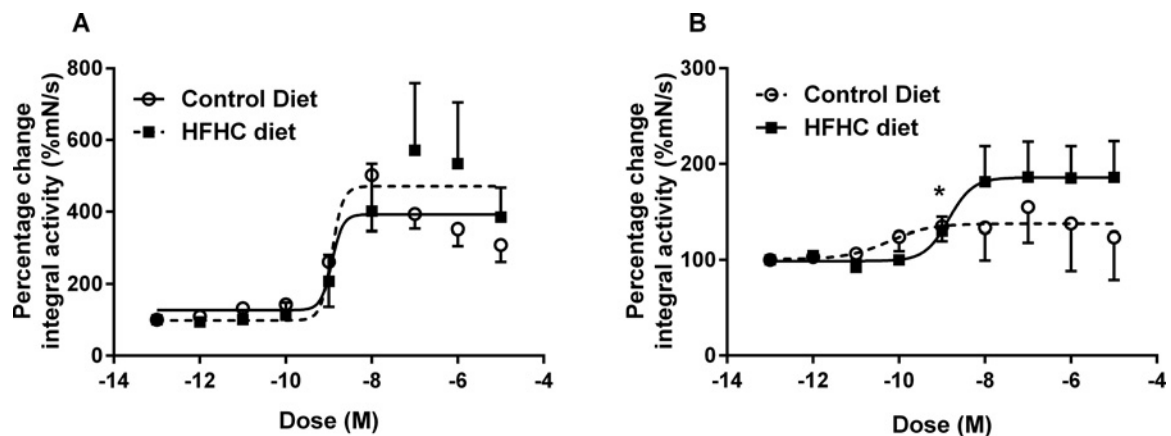 A
Percentage change
integral activity (%mN/s)
800
600
400
200
0
Control Diet
HFHC diet
-14
-12
-10
-8
-6
-4
Dose (M)
B
Percentage change
integral activity (%mN/s)
300
200
100
0
Control Diet
HFHC diet
*
-14
-12
-10
-8
-6
-4
Dose (M)